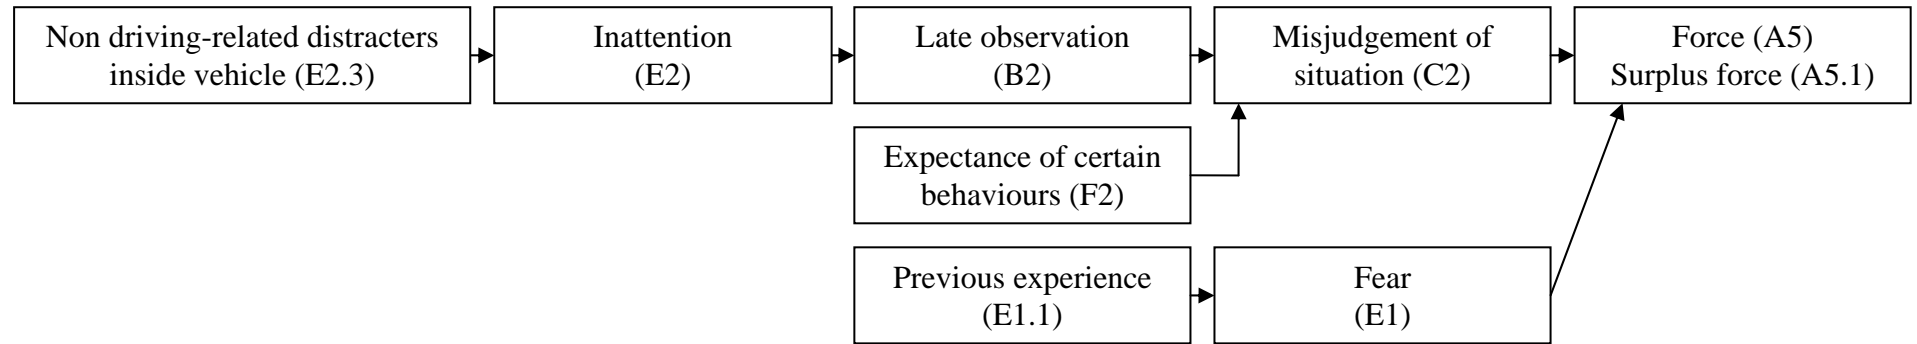 Non driving-related distracters
inside vehicle (E2.3)
Inattention
(E2)
Late observation
(B2)
Misjudgement of
situation (C2)
Force (A5)
Surplus force (A5.1)
Expectance of certain
behaviours (F2)
Previous experience
(E1.1)
Fear
(E1)